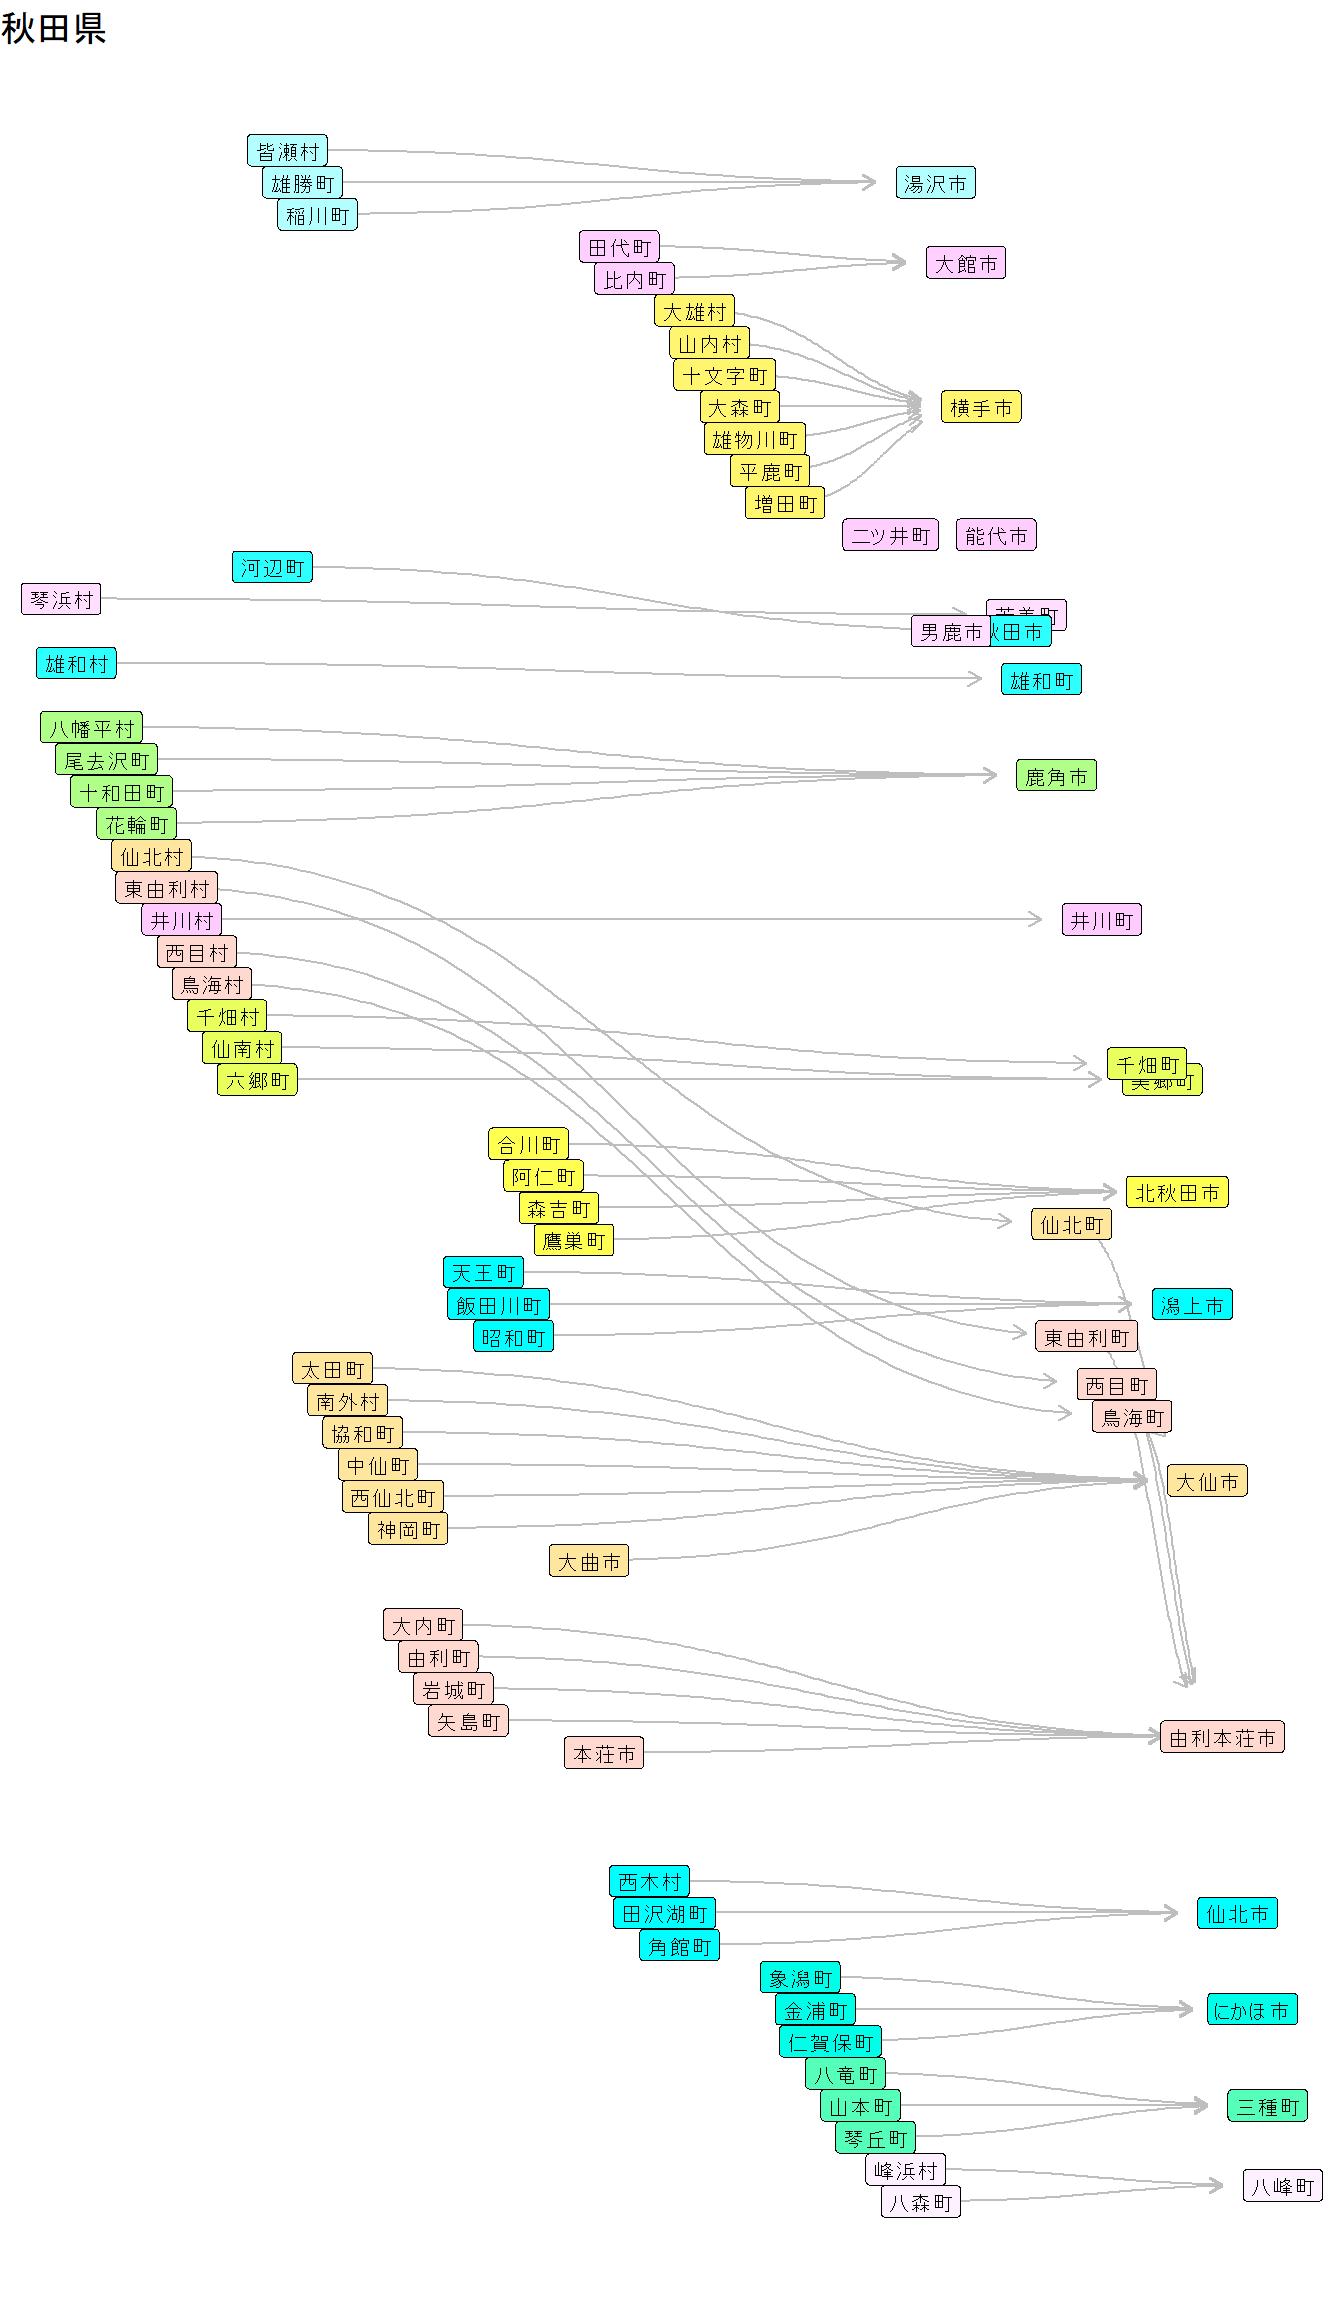 秋田県
皆瀬村
雄勝町
湯沢市
稲川町
田代町
大館市
比内町
大雄村
山内村
十文字町
大森町
横手市
雄物川町
平鹿町
増田町
二ツ井町
能代市
河辺町
琴浜村
男鹿市
秋田市
雄和村
雄和町
八幡平村
尾去沢町
十和田町
鹿角市
花輪町
仙北村
東由利村
井川村
井川町
西目村
鳥海村
千畑村
仙南村
千畑町
六郷町
美郷町
合川町
阿仁町
北秋田市
森吉町
仙北町
鷹巣町
天王町
飯田川町
潟上市
昭和町
東由利町
太田町
西目町
南外村
鳥海町
協和町
中仙町
大仙市
西仙北町
神岡町
大曲市
大内町
由利町
岩城町
矢島町
由利本荘市
本荘市
西木村
田沢湖町
仙北市
角館町
象潟町
金浦町
にかほ市
仁賀保町
八竜町
山本町
三種町
琴丘町
峰浜村
八峰町
八森町